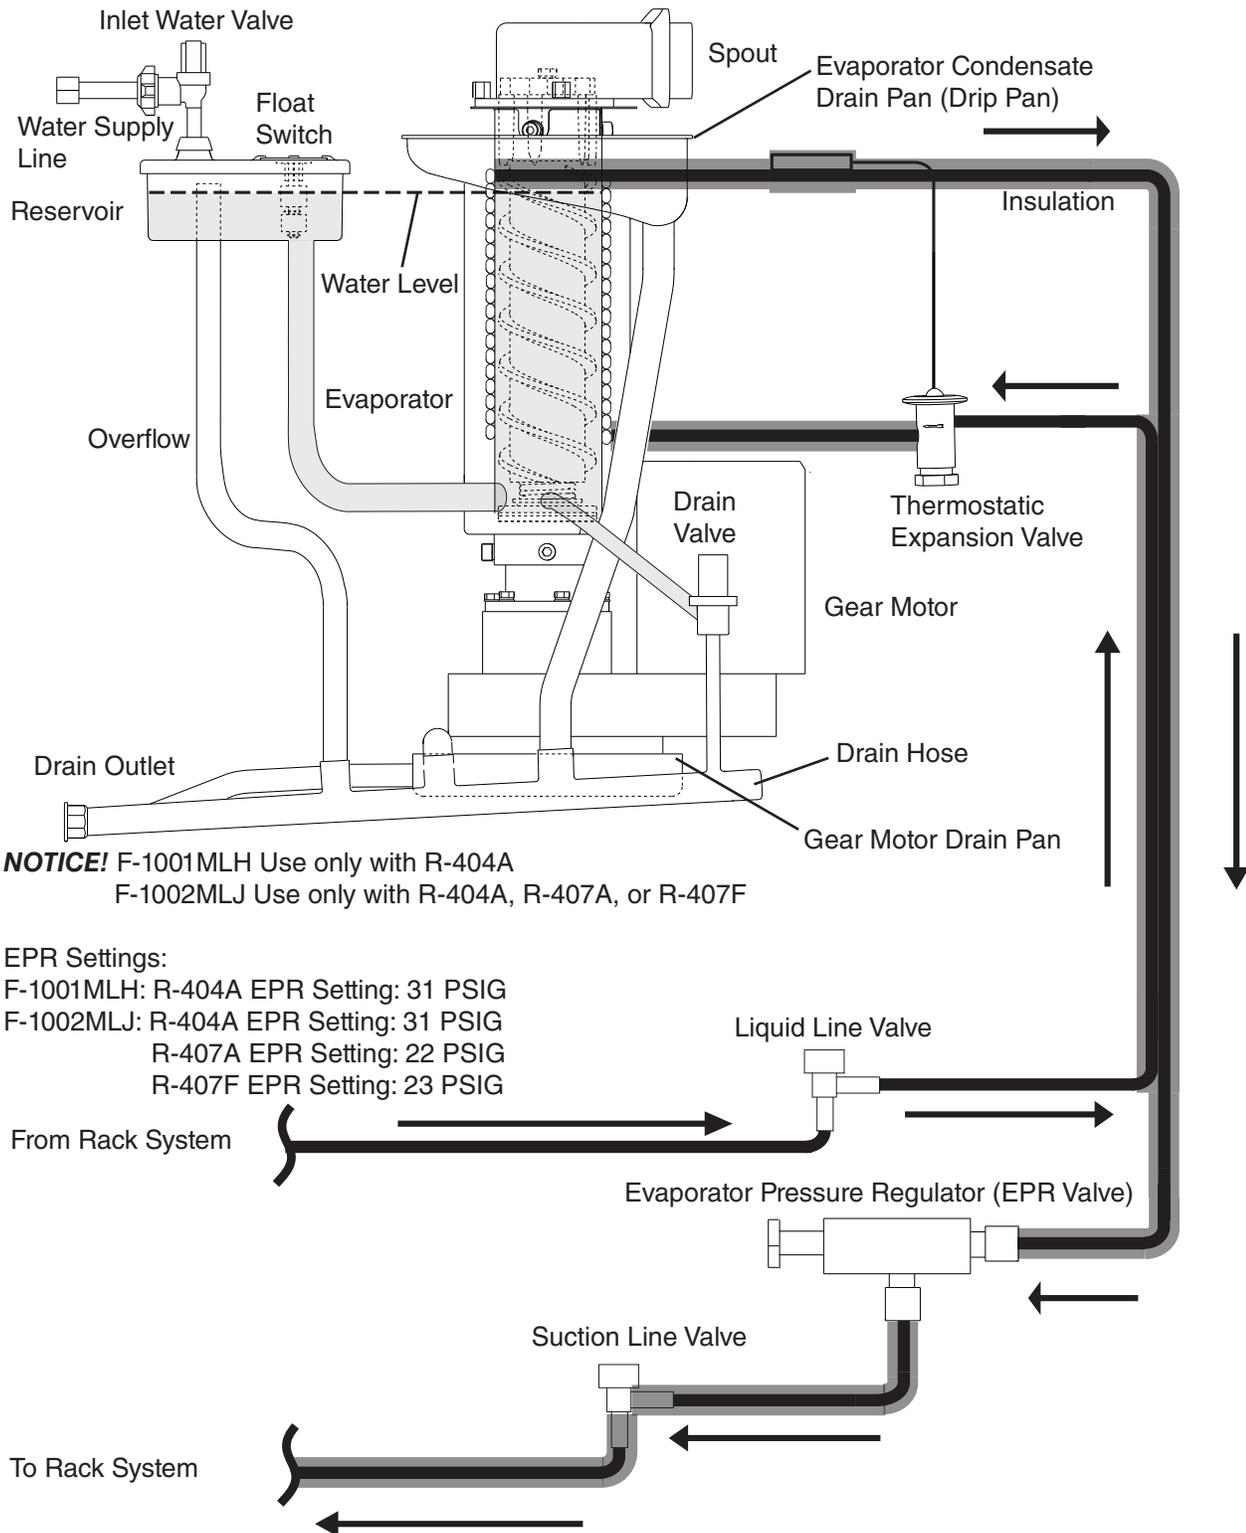 Inlet Water Valve
Spout
Evaporator Condensate
Drain Pan (Drip Pan)
Float
Switch
Water Supply
Line
Reservoir
Insulation
Water Level
Evaporator
Overflow
Drain
Valve
Thermostatic
Expansion Valve
Gear Motor
Drain Outlet
Drain Hose
Gear Motor Drain Pan
NOTICE! F-1001MLH Use only with R-404A
F-1002MLJ Use only with R-404A, R-407A, or R-407F
EPR Settings:
F-1001MLH: R-404A EPR Setting: 31 PSIG
F-1002MLJ: R-404A EPR Setting: 31 PSIG
R-407A EPR Setting: 22 PSIG
R-407F EPR Setting: 23 PSIG
Liquid Line Valve
From Rack System
Evaporator Pressure Regulator (EPR Valve)
Suction Line Valve
To Rack System